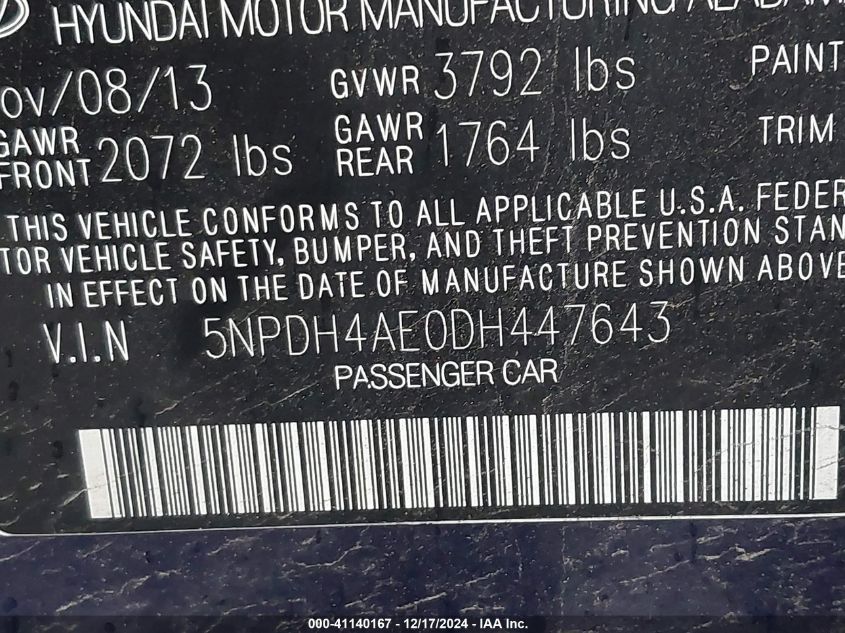 HYUNDAI MOTOR MANUFACTURING ALABAMA
ov/08/13 GVWR 3792 lbs PAINT
GAWR FRONT 2072 lbs GAWR REAR 1764 lbs TRIM
THIS VEHICLE CONFORMS TO ALL APPLICABLE U.S.A. FEDER
TOR VEHICLE SAFETY, BUMPER, AND THEFT PREVENTION STAN
IN EFFECT ON THE DATE OF MANUFACTURE SHOWN ABOVE
V.I.N 5NPDH4AE0DH447643
PASSENGER CAR
000-41140167 - 12/17/2024 - IAA Inc.